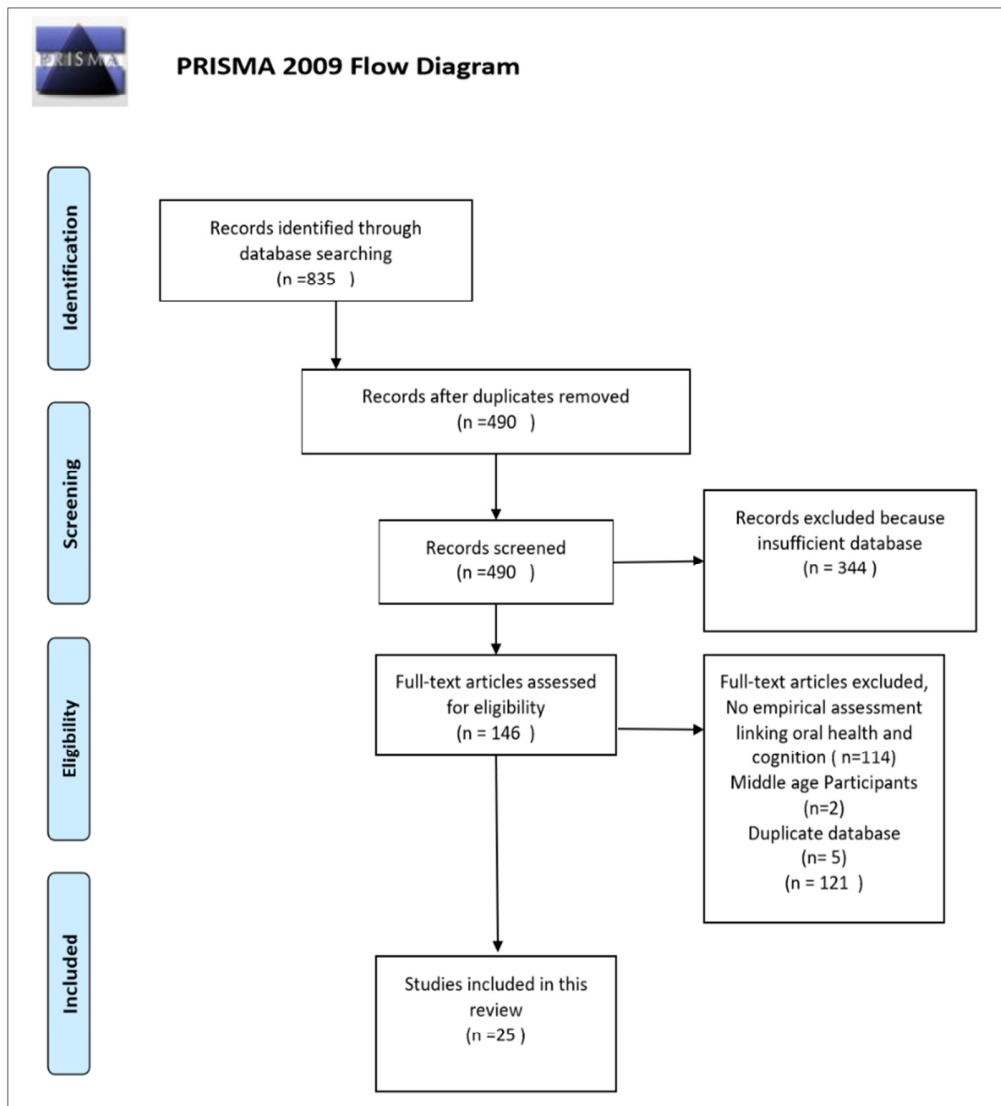 PRISMA
PRISMA 2009 Flow Diagram
Identification
Records identified through
database searching
(n =835 )
Records after duplicates removed
(n =490 )
Screening
Records screened
(n =490 )
Records excluded because
insufficient database
(n = 344 )
Eligibility
Full-text articles assessed
for eligibility
(n = 146 )
Full-text articles excluded,
No empirical assessment
linking oral health and
cognition ( n=114)
Middle age Participants
(n=2)
Duplicate database
(n= 5)
(n = 121 )
Included
Studies included in this
review
(n =25 )